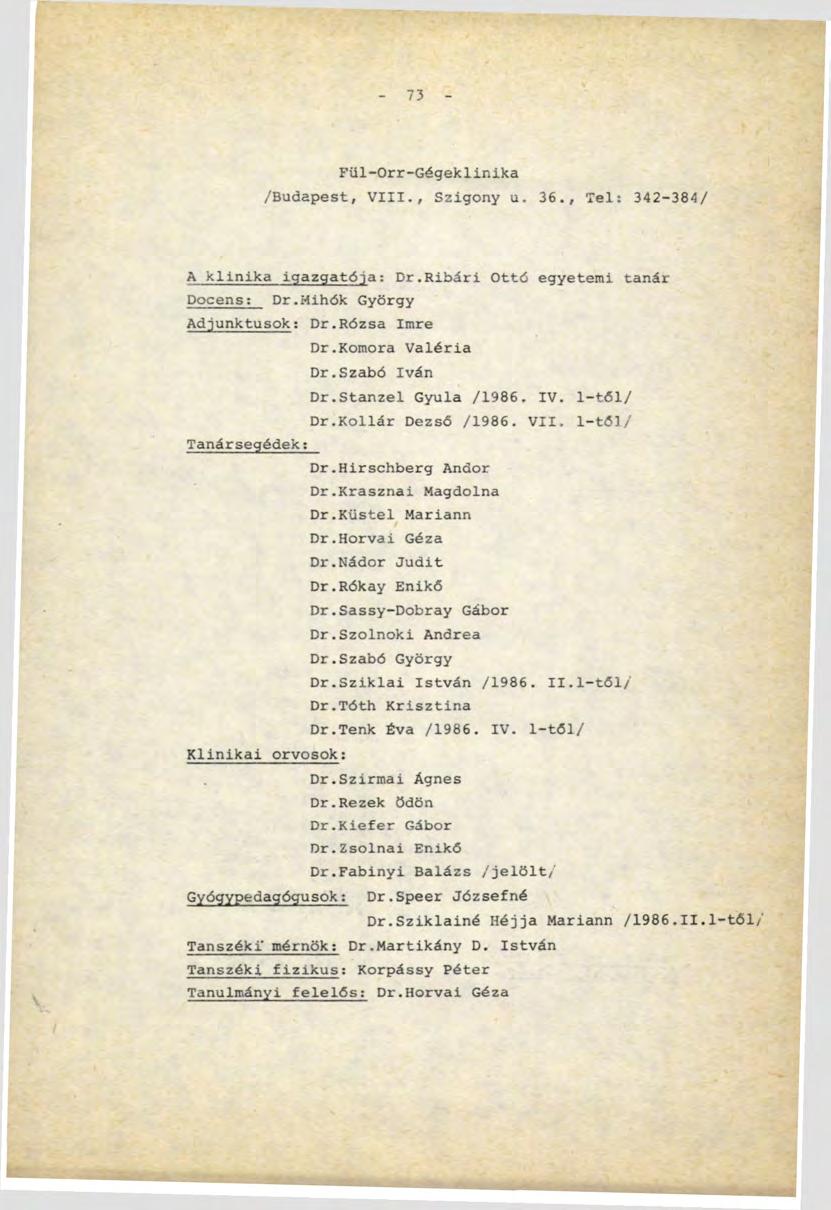 - 73 -
Fül-Orr-Gégeklinika
/Budapest, VIII., Szigony u. 36., Tel: 342-384/
A klinika igazgatója: Dr.Ribári Ottó egyetemi tanár
Docens: Dr.Mihók György
Adjunktusok: Dr.Rózsa Imre
Dr.Komora Valéria
Dr.Szabó Iván
Dr.Stanzel Gyula /1986. IV. 1-től/
Dr.Kollár Dezső /1986. VII. 1-től/
Tanársegédek:
Dr.Hirschberg Andor
Dr.Krasznai Magdolna
Dr.Küstel Mariann
Dr.Horvai Géza
Dr.Nádor Judit
Dr.Rókay Enikő
Dr.Sassy-Dobray Gábor
Dr.Szolnoki Andrea
Dr.Szabó György
Dr.Sziklai István /1986. II.1-től/
Dr.Tóth Krisztina
Dr.Tenk Éva /1986. IV. 1-től/
Klinikai orvosok:
Dr.Szirmai Ágnes
Dr.Rezek Ödön
Dr.Kiefer Gábor
Dr.Zsolnai Enikő
Dr.Fabinyi Balázs /jelölt/
Gyógypedagógusok: Dr.Speer Józsefné
Dr.Sziklainé Héjja Mariann /1986.II.1-től/
Tanszéki mérnök: Dr.Martikány D. István
Tanszéki fizikus: Korpássy Péter
Tanulmányi felelős: Dr.Horvai Géza